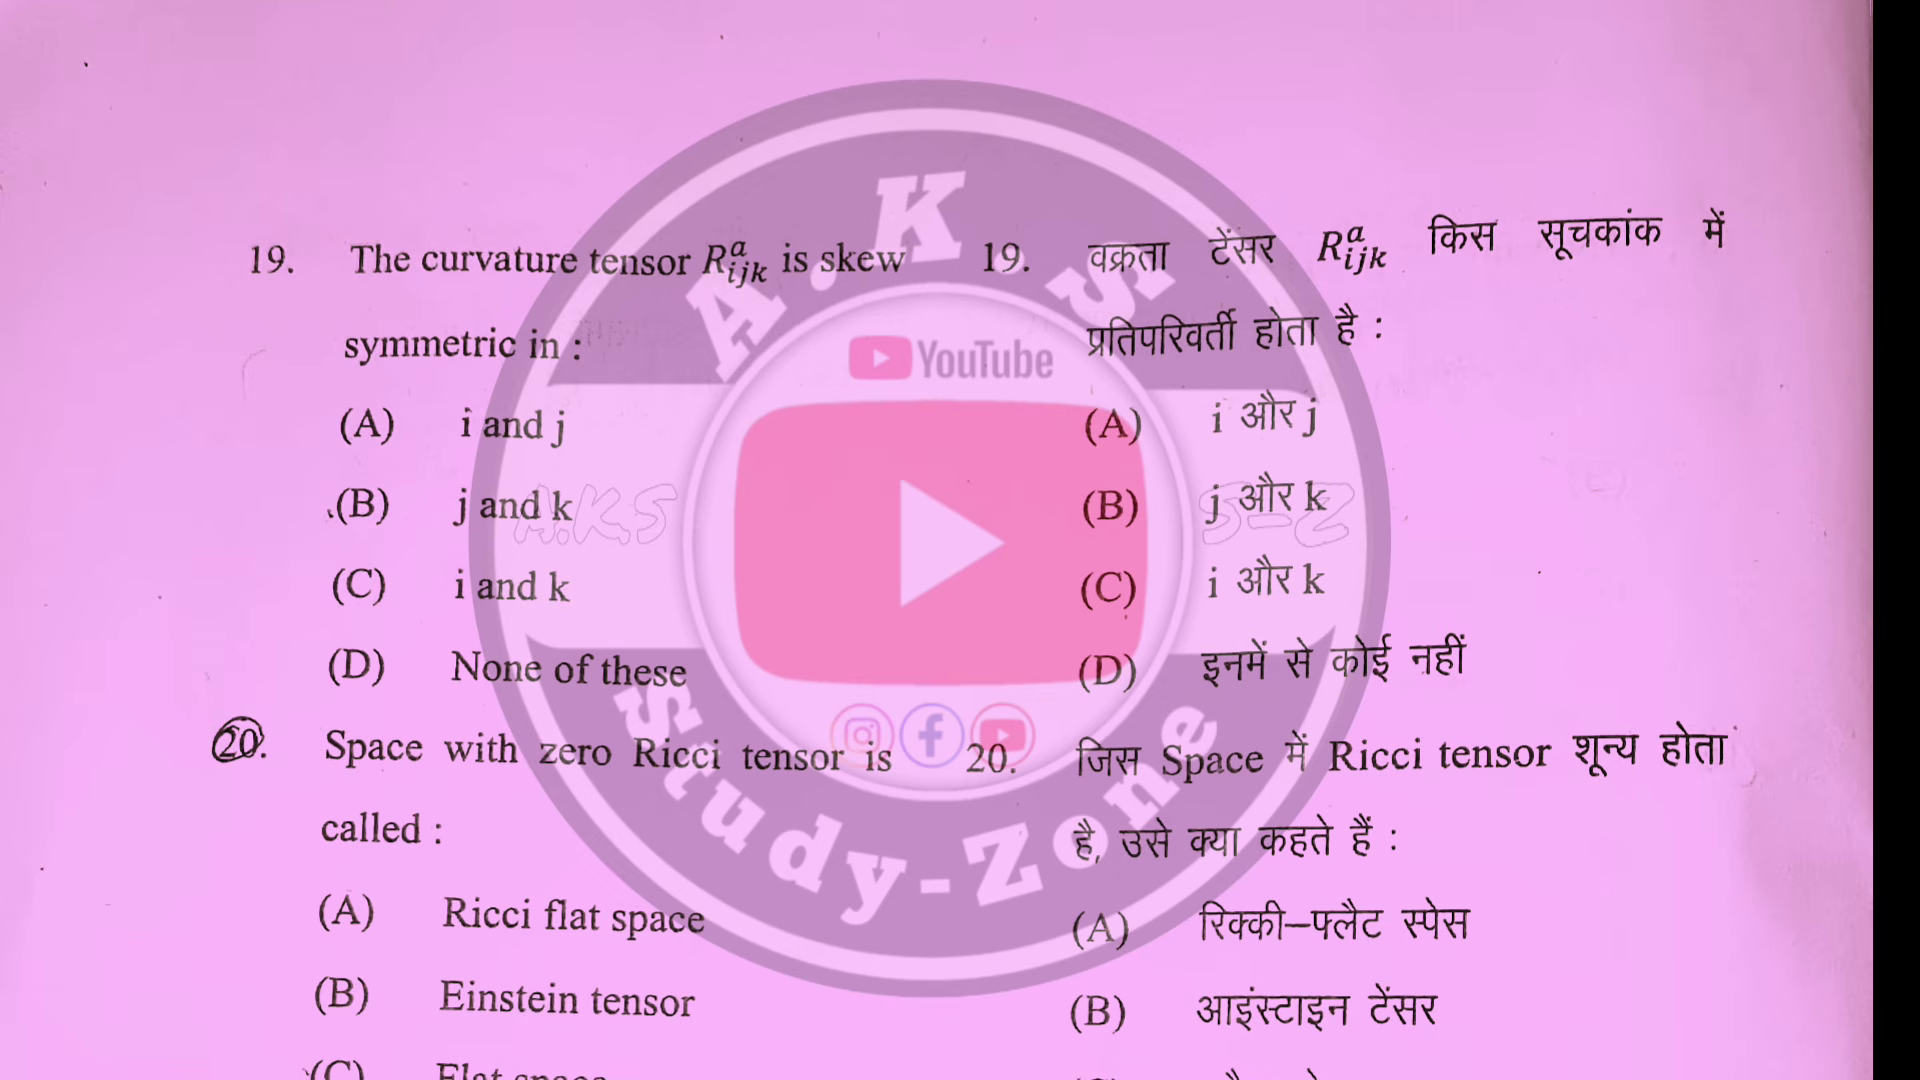 19. The curvature tensor R^a_{ijk} is skew
symmetric in :
(A) i and j
(B) j and k
(C) i and k
(D) None of these
20. Space with zero Ricci tensor is
called :
(A) Ricci flat space
(B) Einstein tensor
(C) Flat space
19. वक्रता टेंसर R^a_{ijk} किस सूचकांक में
प्रतिपरिवर्ती होता है :
(A) i और j
(B) j और k
(C) i और k
(D) इनमें से कोई नहीं
20. जिस Space में Ricci tensor शून्य होता
है, उसे क्या कहते हैं :
(A) रिक्की–फ्लैट स्पेस
(B) आइंस्टाइन टेंसर
A.K.S
YouTube
A.K.S
S-Z
Study-Zone